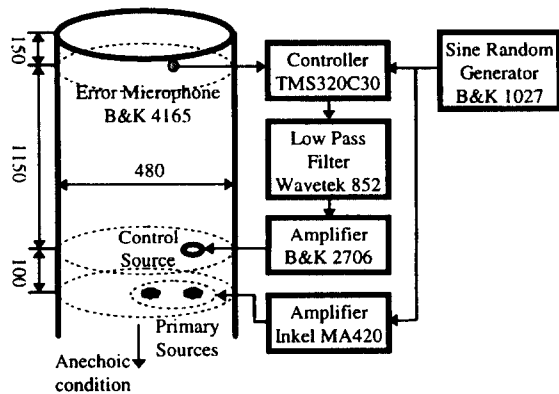 150
Error Microphone
B&K 4165
1150
480
Control
Source
100
Primary
Sources
Anechoic
condition
Controller
TMS320C30
Low Pass
Filter
Wavetek 852
Amplifier
B&K 2706
Amplifier
Inkel MA420
Sine Random
Generator
B&K 1027